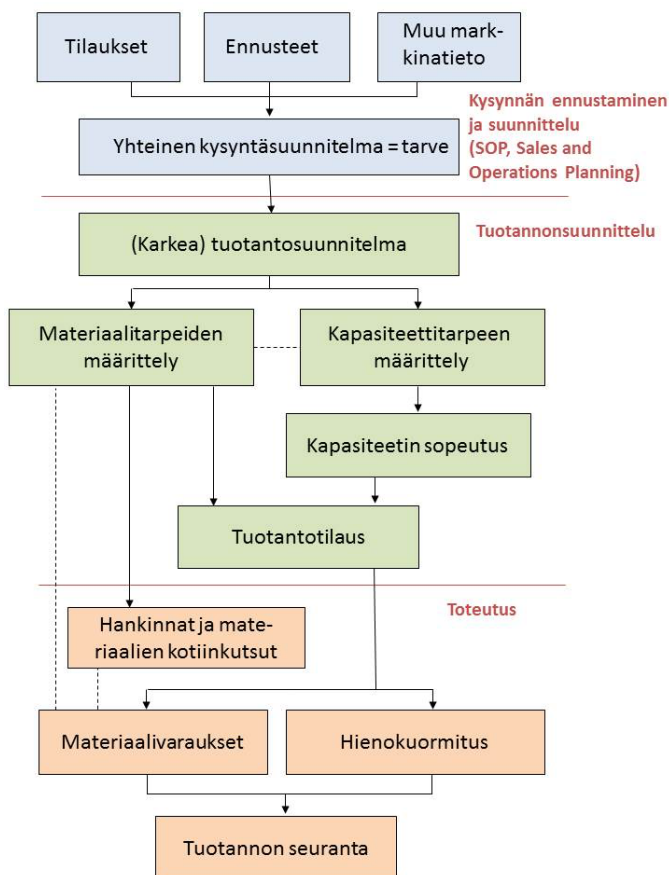 Tilaukset
Ennusteet
Muu mark-
kinatieto
Kysynnän ennustaminen
ja suunnittelu
(SOP, Sales and
Operations Planning)
Yhteinen kysyntäsuunnitelma = tarve
Tuotannonsuunnittelu
(Karkea) tuotantosuunnitelma
Materiaalitarpeiden
määrittely
Kapasiteettitarpeen
määrittely
Kapasiteetin sopeutus
Tuotantotilaus
Toteutus
Hankinnat ja mate-
riaalien kotiinkutsut
Materiaalivaraukset
Hienokuormitus
Tuotannon seuranta